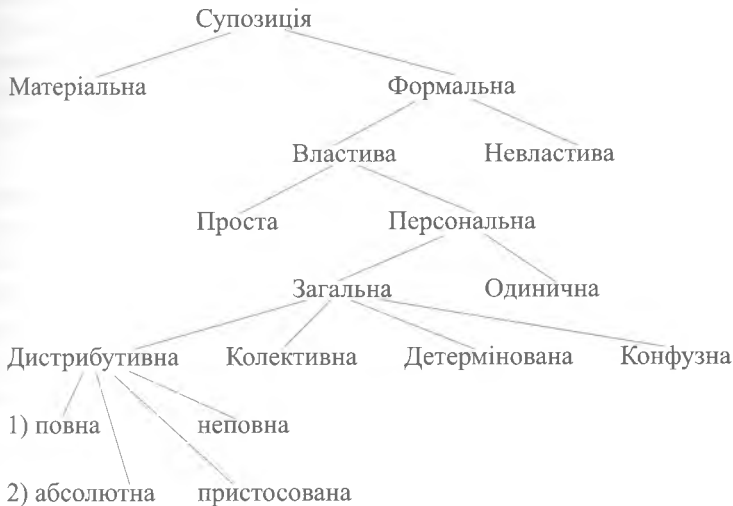 Супозиція
Матеріальна Формальна
Властива Невластива
Проста Персональна
Загальна Одинична
Дистрибутивна Колективна Детермінована Конфузна
1) повна неповна
2) абсолютна пристосована